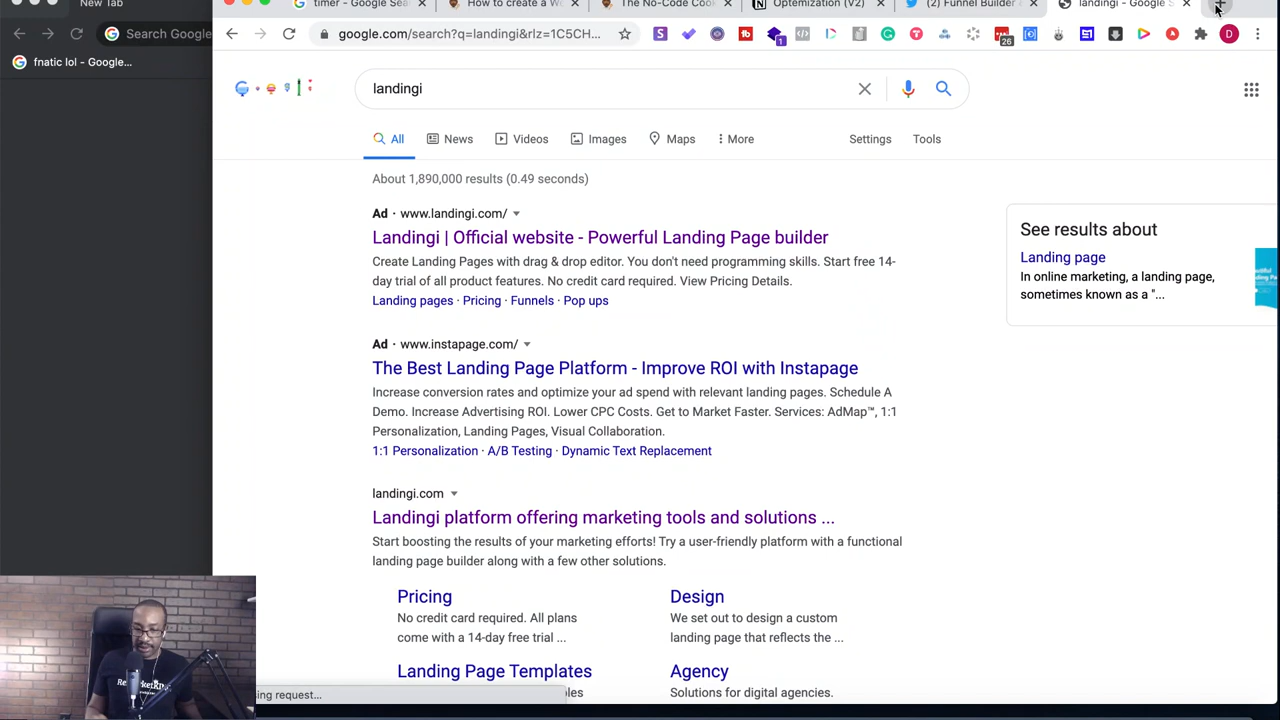 New Tab
timer - Google Sea
How to create a We
The No-Code Coo
Optemization (V2)
(2) Funnel Builder
landingi - Google S
Search Google
google.com/search?q=landingi&rlz=1C5CH...
1
26
D
fnatic lol - Google...
landingi
All
News
Videos
Images
Maps
More
Settings
Tools
About 1,890,000 results (0.49 seconds)
Ad · www.landingi.com/
Landingi | Official website - Powerful Landing Page builder
Create Landing Pages with drag & drop editor. You don't need programming skills. Start free 14-
day trial of all product features. No credit card required. View Pricing Details.
Landing pages · Pricing · Funnels · Pop ups
See results about
Landing page
In online marketing, a landing page,
sometimes known as a "...
Ad · www.instapage.com/
The Best Landing Page Platform - Improve ROI with Instapage
Increase conversion rates and optimize your ad spend with relevant landing pages. Schedule A
Demo. Increase Advertising ROI. Lower CPC Costs. Get to Market Faster. Services: AdMap™, 1:1
Personalization, Landing Pages, Visual Collaboration.
1:1 Personalization · A/B Testing · Dynamic Text Replacement
landingi.com
Landingi platform offering marketing tools and solutions ...
Start boosting the results of your marketing efforts! Try a user-friendly platform with a functional
landing page builder along with a few other solutions.
Pricing
No credit card required. All plans
come with a 14-day free trial ...
Design
We set out to design a custom
landing page that reflects the ...
Landing Page Templates
Agency
Solutions for digital agencies.
sing request...